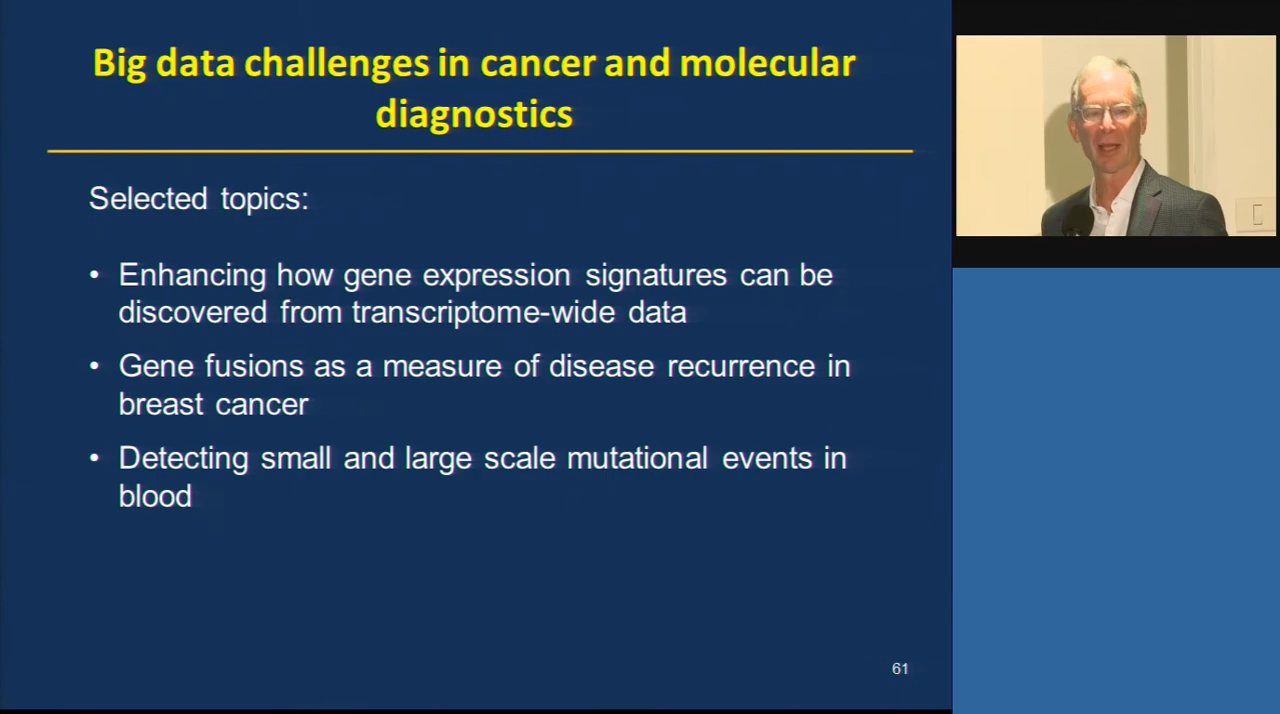 Big data challenges in cancer and molecular
diagnostics
Selected topics:
• Enhancing how gene expression signatures can be
discovered from transcriptome-wide data
• Gene fusions as a measure of disease recurrence in
breast cancer
• Detecting small and large scale mutational events in
blood
61